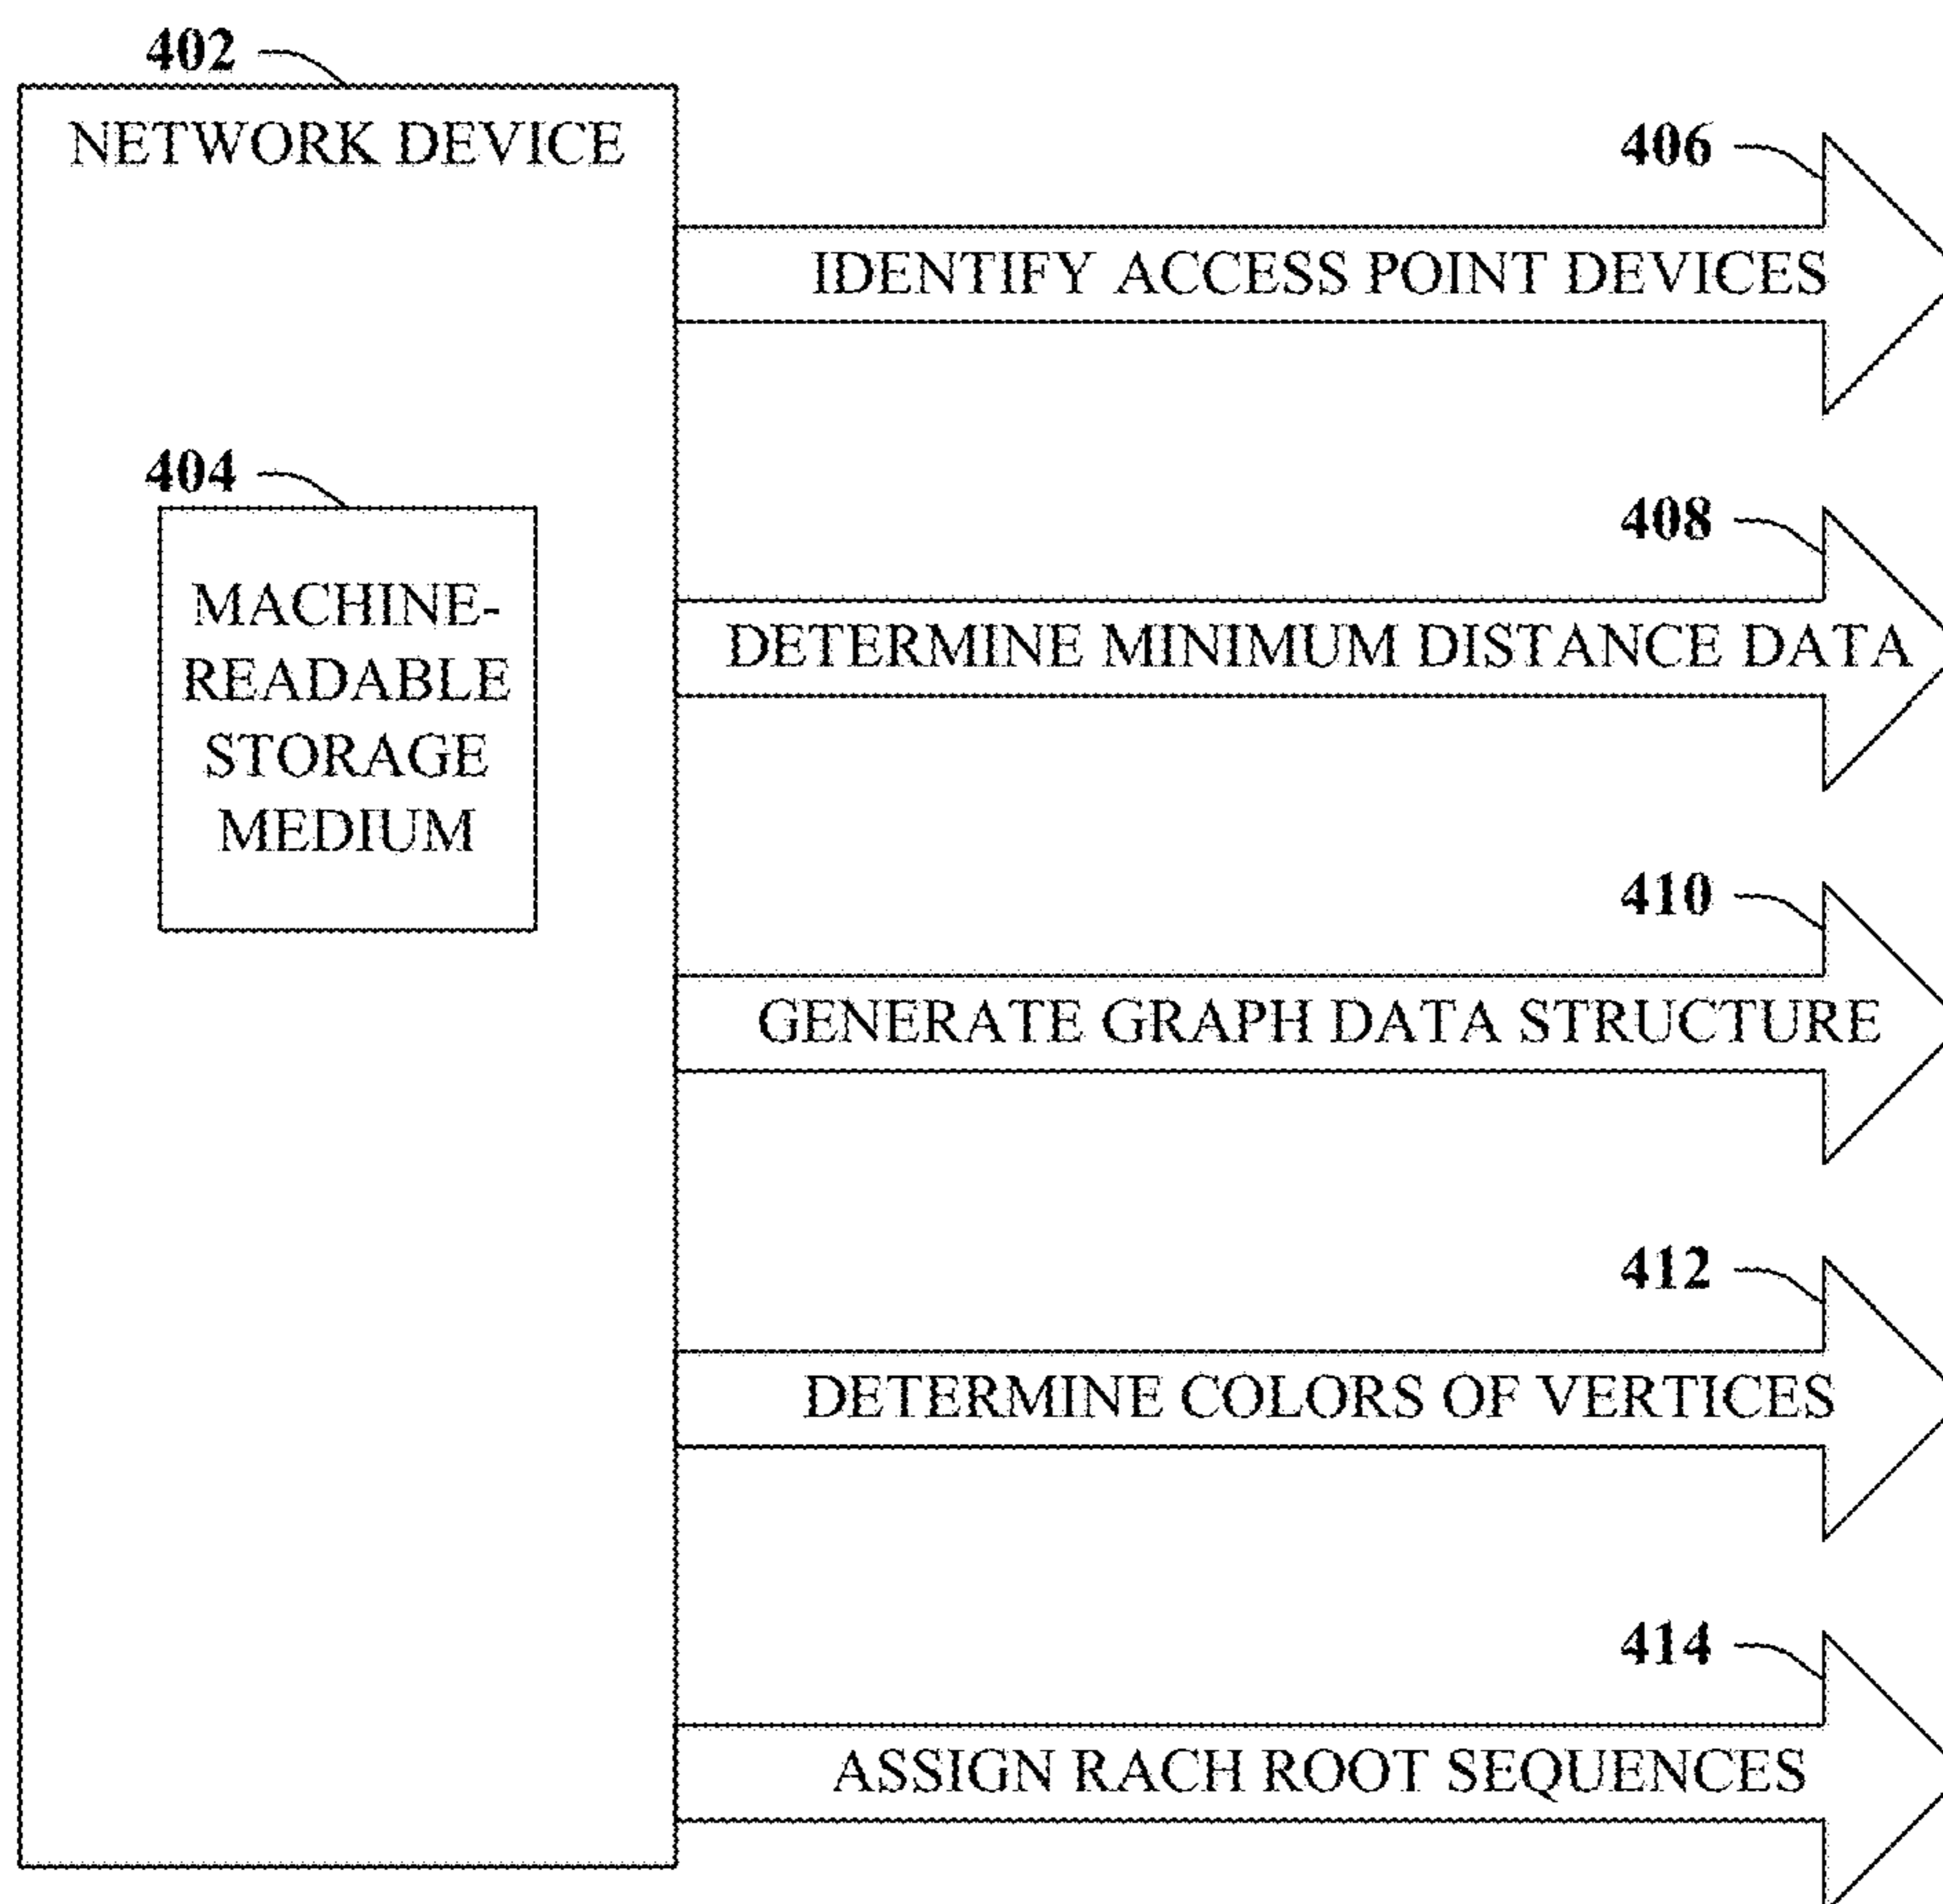 402
NETWORK DEVICE
406
IDENTIFY ACCESS POINT DEVICES
404
MACHINE-
READABLE
STORAGE
MEDIUM
408
DETERMINE MINIMUM DISTANCE DATA
410
GENERATE GRAPH DATA STRUCTURE
412
DETERMINE COLORS OF VERTICES
414
ASSIGN RACH ROOT SEQUENCES